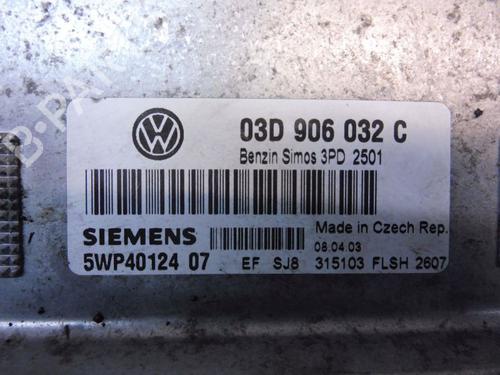 03D 906 032 C
Benzin Simos 3PD 2501
SIEMENS
Made in Czech Rep.
08.04.03
5WP40124 07
EF SJ8 315103 FLSH 2607
B-PARTS